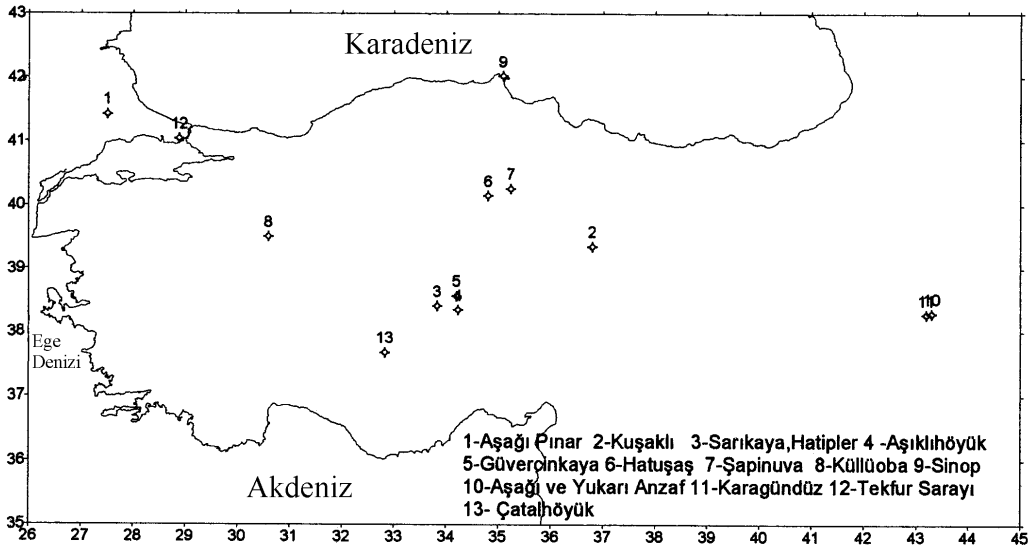 43
Karadeniz
9
42
1
12
41
7
6
40
8
2
39
5
3 4
11 10
38
13
Ege
Denizi
37
1-Aşağı Pınar 2-Kuşaklı 3-Sarıkaya,Hatipler 4 -Aşıklıhöyük
36
5-Güvercinkaya 6-Hatuşaş 7-Şapinuva 8-Küllüoba 9-Sinop
Akdeniz
10-Aşağı ve Yukarı Anzaf 11-Karagündüz 12-Tekfur Sarayı
13- Çatalhöyük
35
26 27 28 29 30 31 32 33 34 35 36 37 38 39 40 41 42 43 44 45